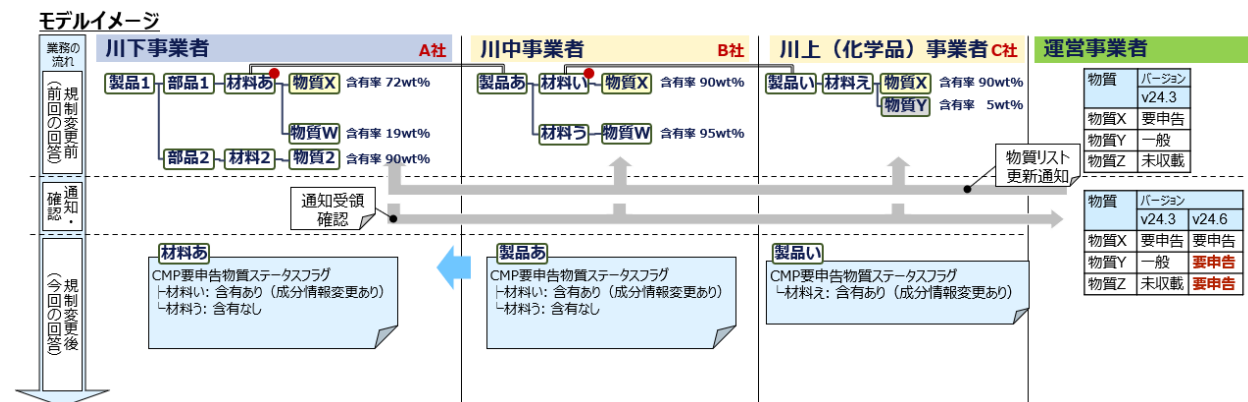 モデルイメージ
業務の
流れ
川下事業者 A社
川中事業者 B社
川上（化学品）事業者 C社
運営事業者
規制変更前
（前回の回答）
製品1 部品1 材料あ 物質X 含有率 72wt%
物質W 含有率 19wt%
部品2 材料2 物質2 含有率 90wt%
製品あ 材料い 物質X 含有率 90wt%
材料う 物質W 含有率 95wt%
製品い 材料え 物質X 含有率 90wt%
物質Y 含有率 5wt%
物質 バージョン
v24.3
物質X 要申告
物質Y 一般
物質Z 未収載
物質リスト
更新通知
通知・
確認
通知受領
確認
物質 バージョン
v24.3 v24.6
物質X 要申告 要申告
物質Y 一般 要申告
物質Z 未収載 要申告
規制変更後
（今回の回答）
材料あ
CMP要申告物質ステータスフラグ
├材料い: 含有あり（成分情報変更あり）
└材料う: 含有なし
製品あ
CMP要申告物質ステータスフラグ
├材料い: 含有あり（成分情報変更あり）
└材料う: 含有なし
製品い
CMP要申告物質ステータスフラグ
└材料え: 含有あり（成分情報変更あり）